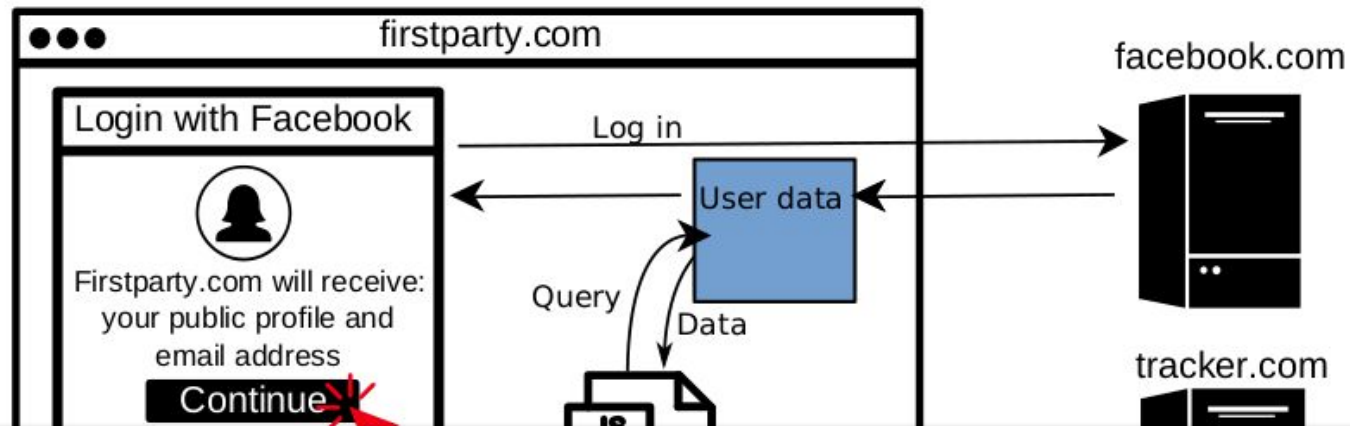 firstparty.com
facebook.com
Login with Facebook
Log in
User data
Firstparty.com will receive:
your public profile and
email address
Query
Data
tracker.com
Continue
JS